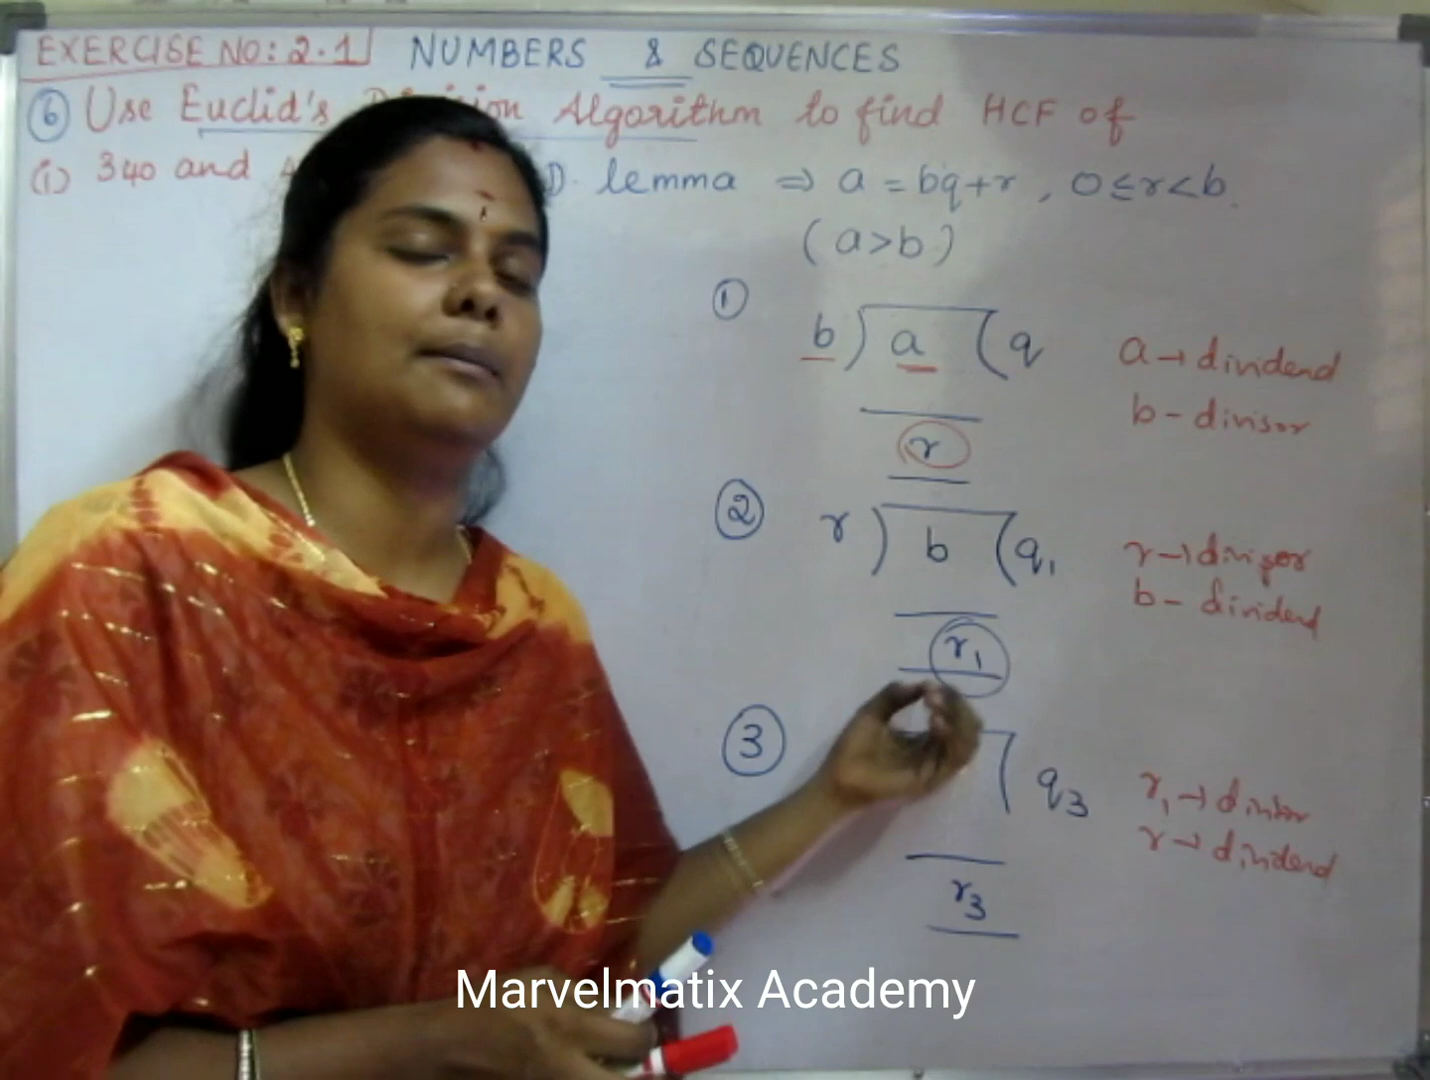 EXERCISE NO: 2.1 NUMBERS & SEQUENCES
⑥ Use Euclid's Division Algorithm to find HCF of
(i) 340 and D. lemma ⇒ a = bq+r , 0≤r<b.
(a>b)
①
b) a (q a→dividend
b - divisor
r
②
r) b (q₁ r→divisor
b - dividend
r₁
③
( q₃ r₁→divisor
r→dividend
r₃
Marvelmatix Academy